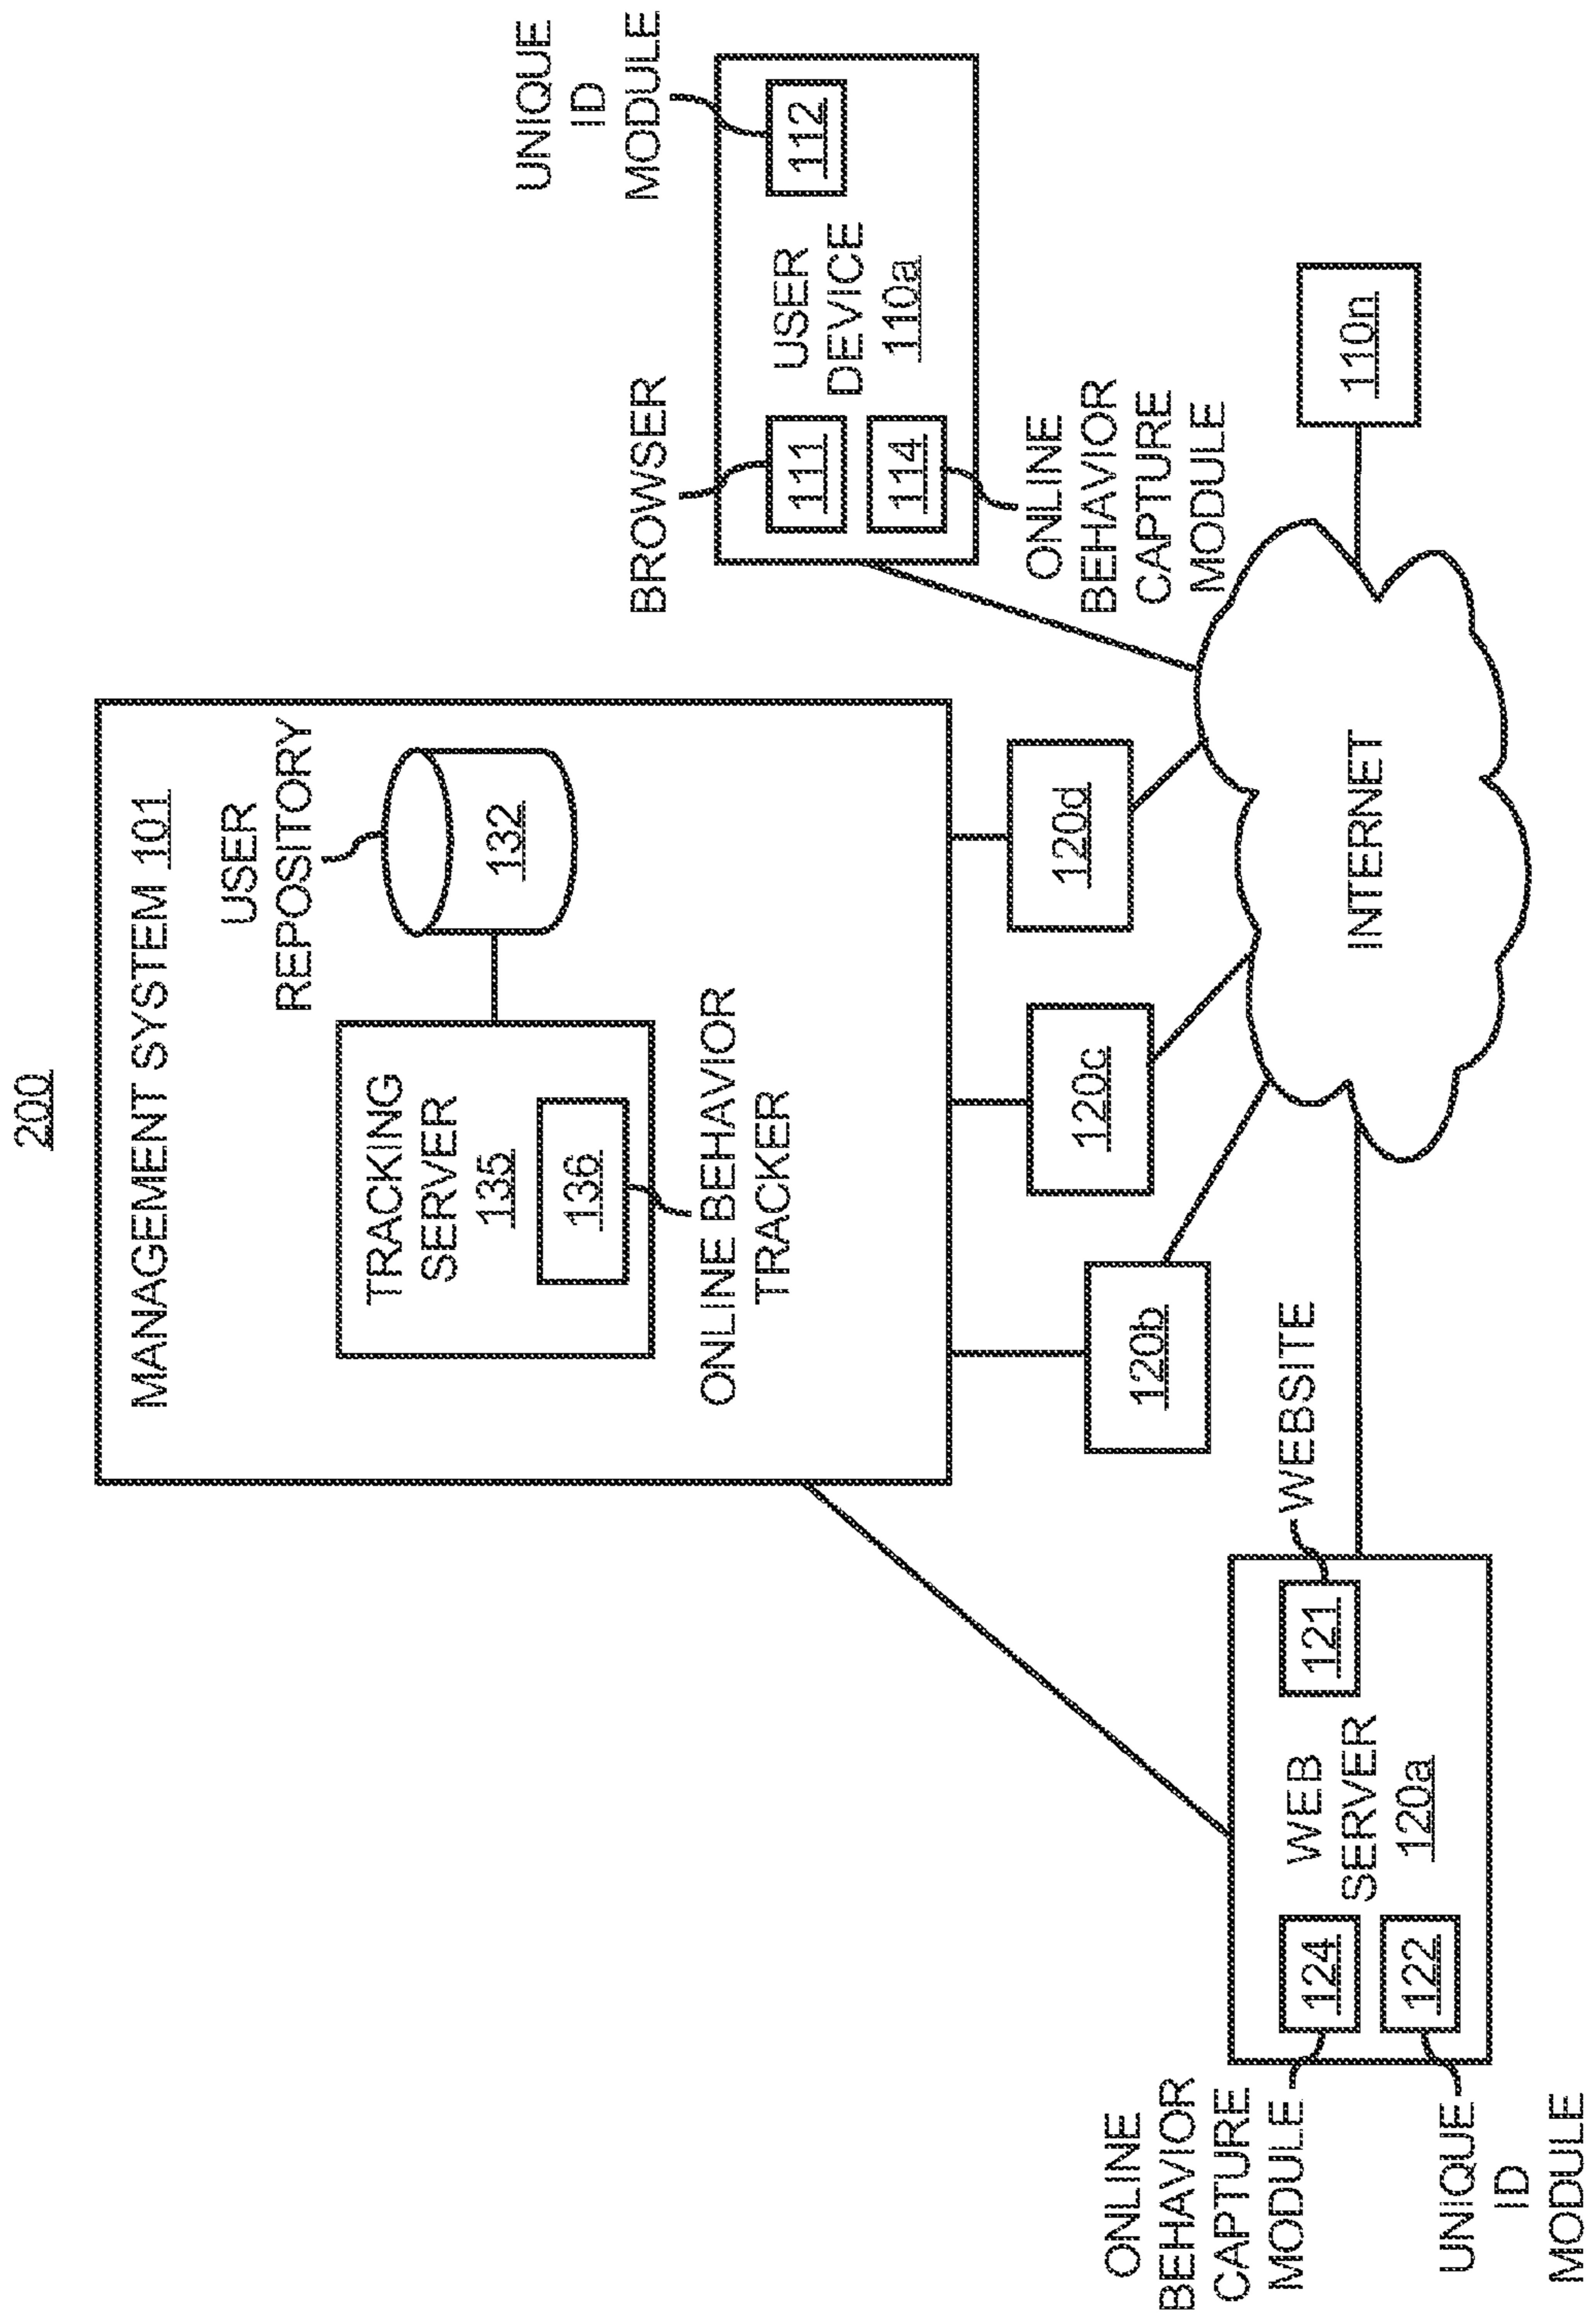 200
MANAGEMENT SYSTEM 101
USER
REPOSITORY
132
TRACKING
SERVER
135
136
ONLINE BEHAVIOR
TRACKER
UNIQUE
ID
MODULE
BROWSER
111
112
USER
DEVICE
110a
114
ONLINE
BEHAVIOR
CAPTURE
MODULE
120b
120c
120d
110n
INTERNET
WEBSITE
121
WEB
SERVER
120a
124
122
ONLINE
BEHAVIOR
CAPTURE
MODULE
UNIQUE
ID
MODULE